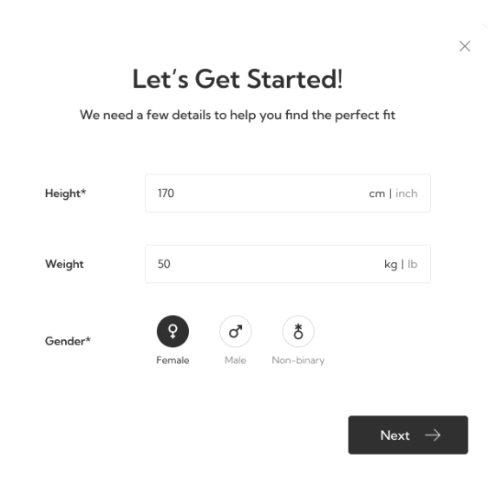 Let's Get Started!
We need a few details to help you find the perfect fit
Height* 170 cm | inch
Weight 50 kg | lb
Gender*
Female Male Non-binary
Next